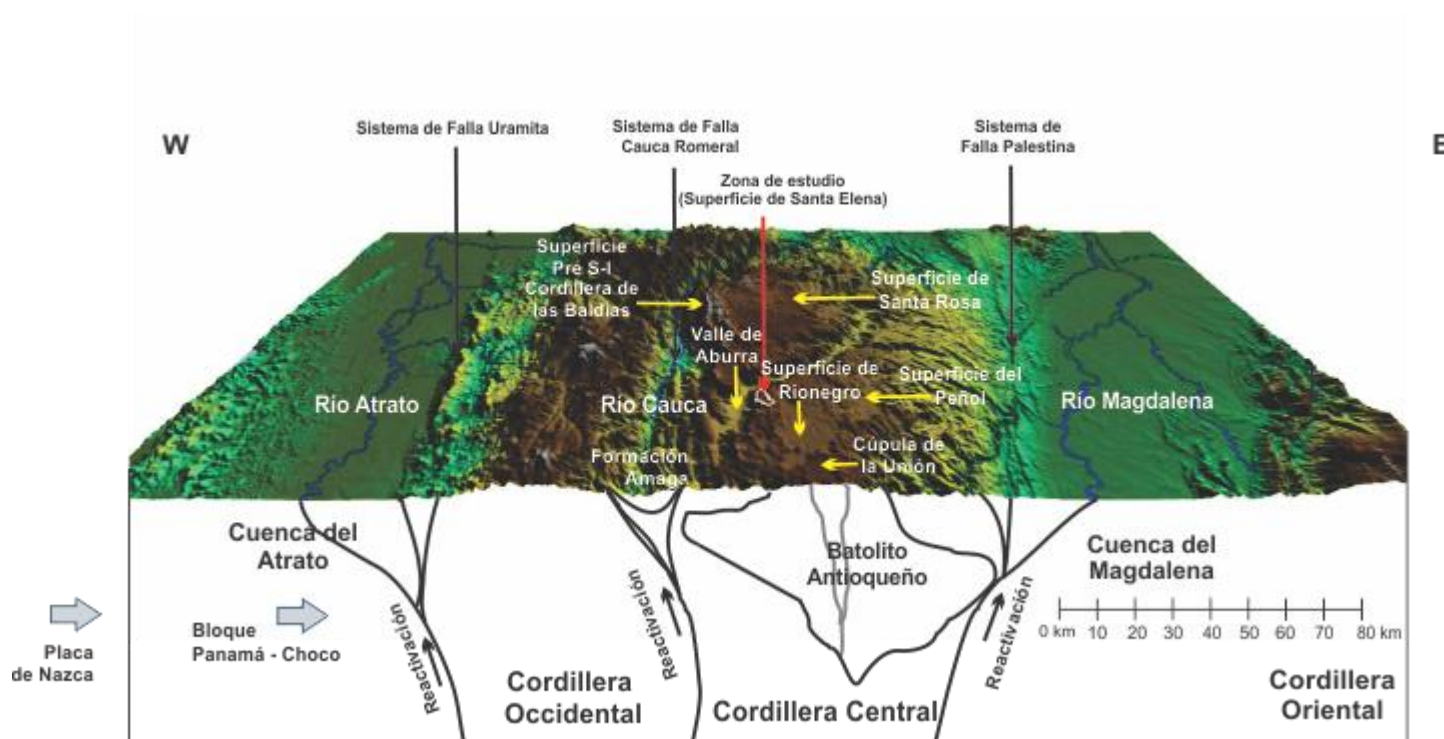 W
E
Sistema de Falla Uramita
Sistema de Falla
Cauca Romeral
Sistema de
Falla Palestina
Zona de estudio
(Superficie de Santa Elena)
Superficie
Pre S-I
Cordillera de
las Baldias
Superficie de
Santa Rosa
Valle de
Aburra
Superficie de
Rionegro
Superficie del
Peñol
Río Atrato
Río Cauca
Río Magdalena
Formación
Amaga
Cúpula de
la Unión
Cuenca del
Atrato
Batolito
Antioqueño
Cuenca del
Magdalena
Placa
de Nazca
Bloque
Panamá - Choco
Reactivación
Reactivación
Reactivación
0 km 10 20 30 40 50 60 70 80 km
Cordillera
Occidental
Cordillera Central
Cordillera
Oriental